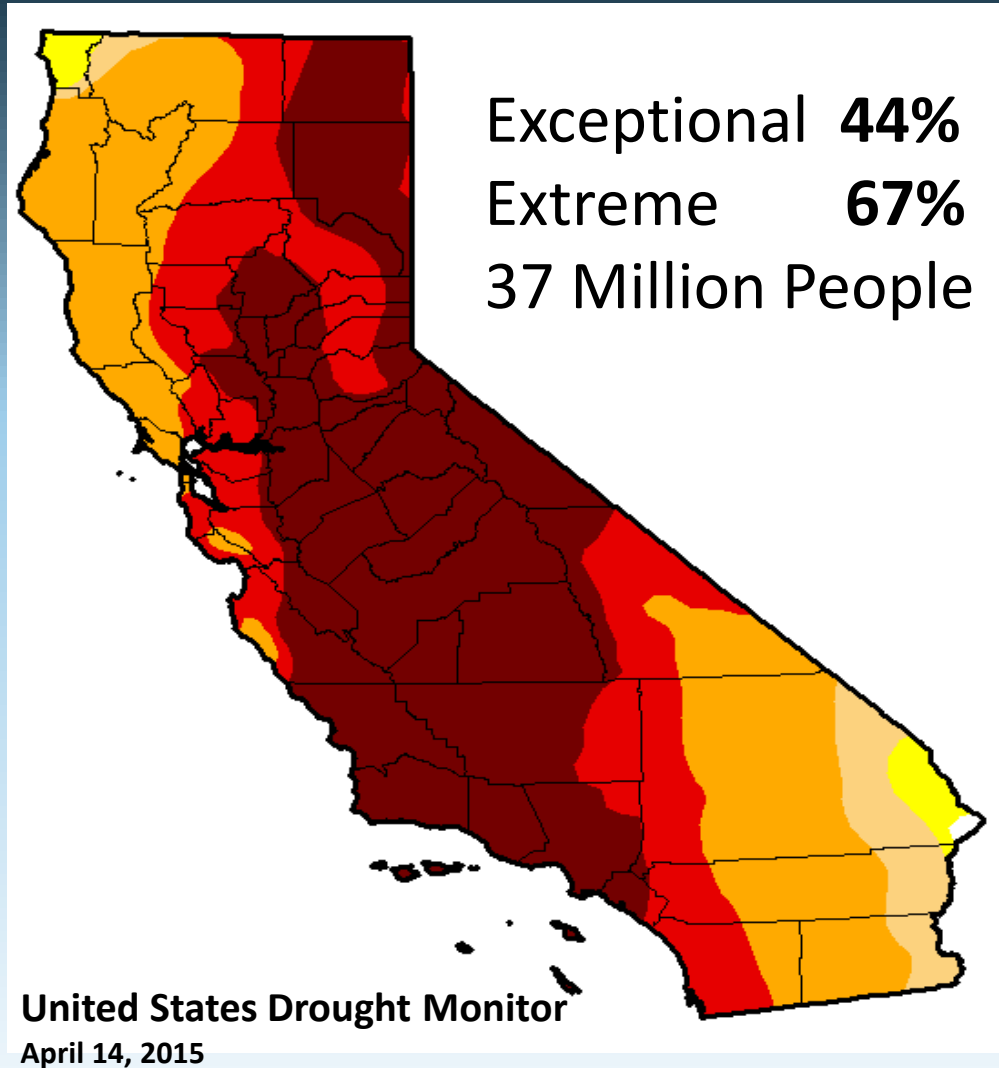 Exceptional 44%
Extreme 67%
37 Million People
United States Drought Monitor
April 14, 2015